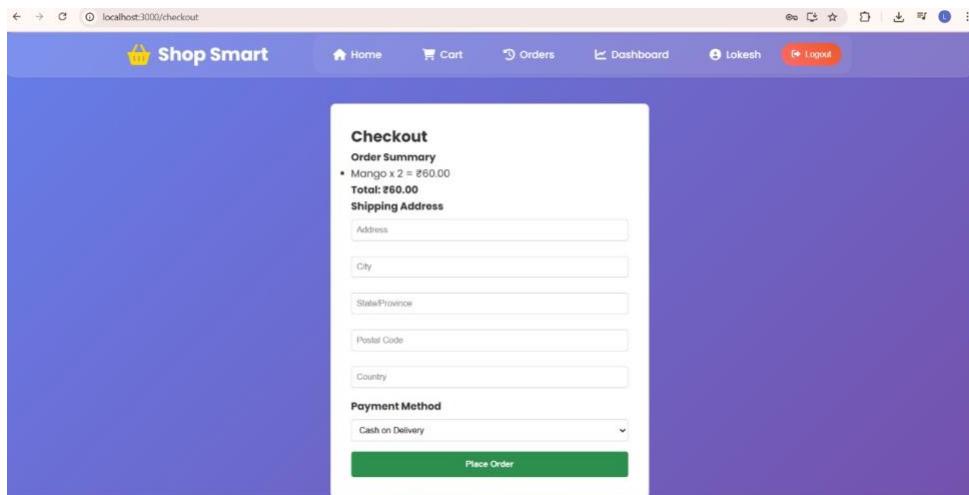 localhost:3000/checkout
L
Shop Smart
Home
Cart
Orders
Dashboard
Lokesh
Logout
Checkout
Order Summary
• Mango x 2 = ₹60.00
Total: ₹60.00
Shipping Address
Address
City
State/Province
Postal Code
Country
Payment Method
Cash on Delivery
Place Order